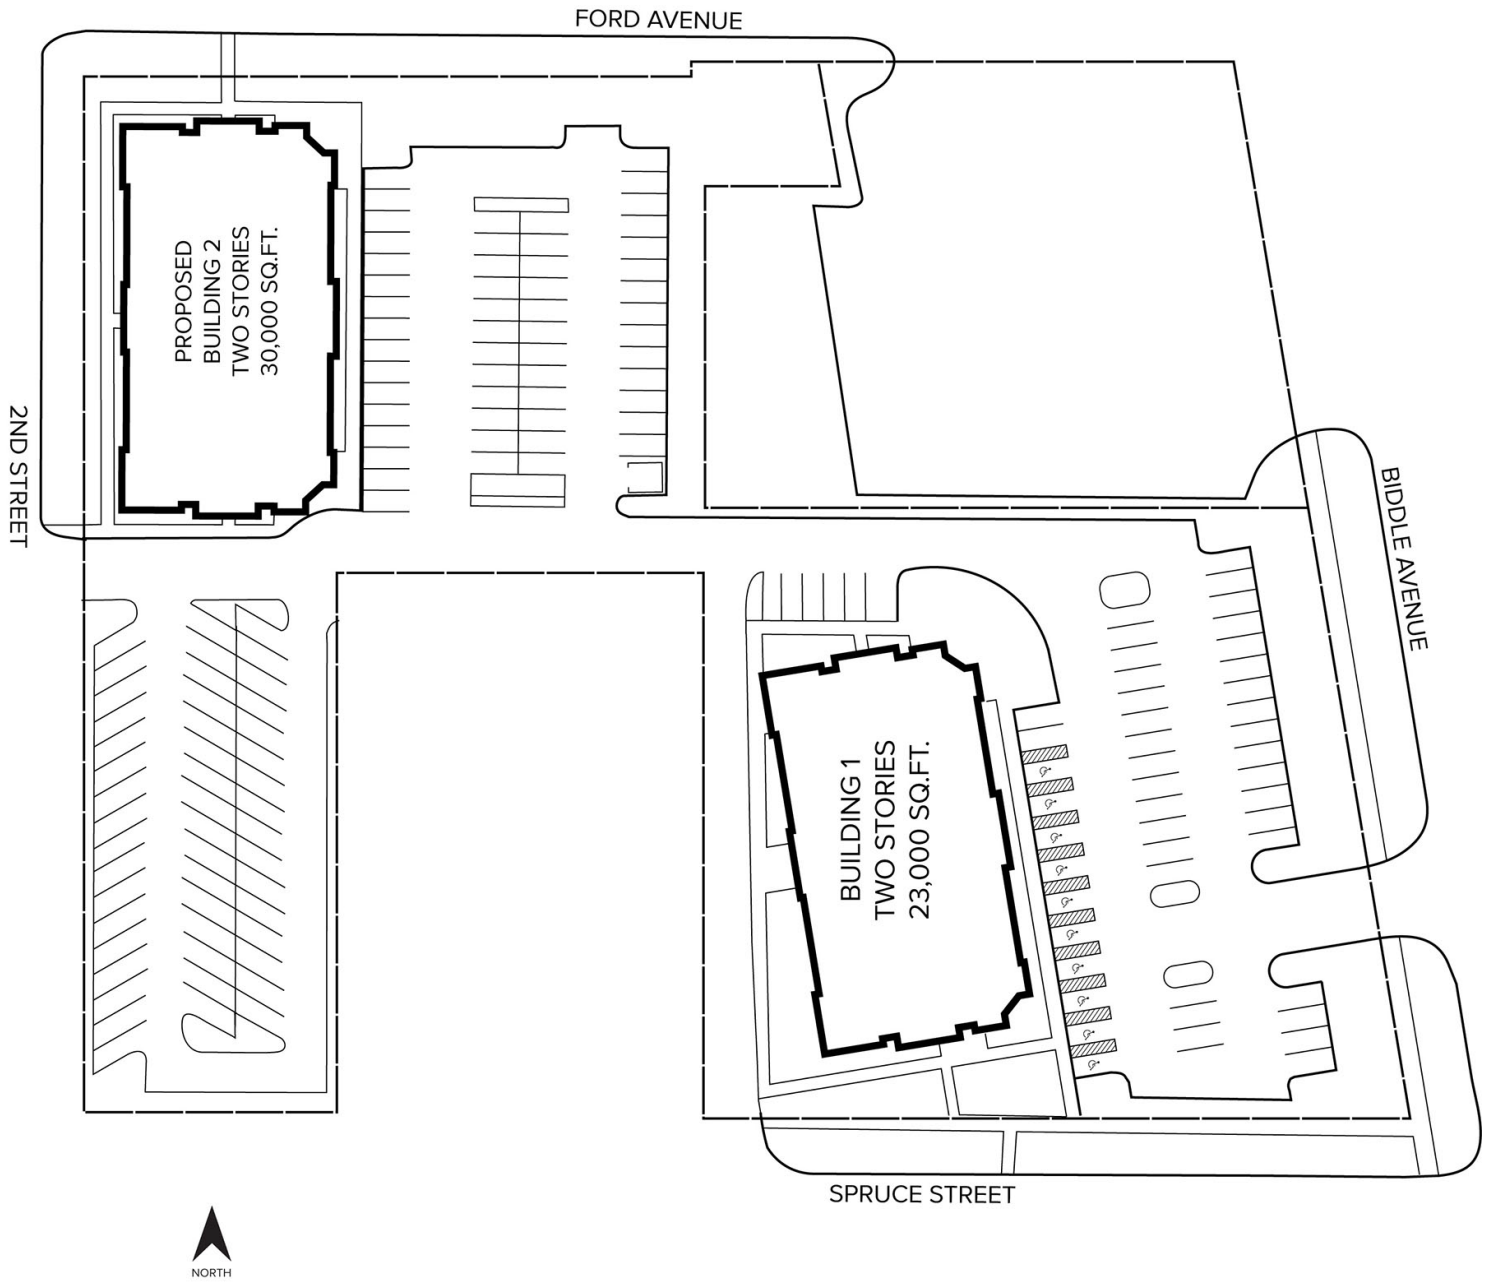 FORD AVENUE
PROPOSED
BUILDING 2
TWO STORIES
30,000 SQ.FT.
2ND STREET
BIDDLE AVENUE
BUILDING 1
TWO STORIES
23,000 SQ.FT.
SPRUCE STREET
NORTH